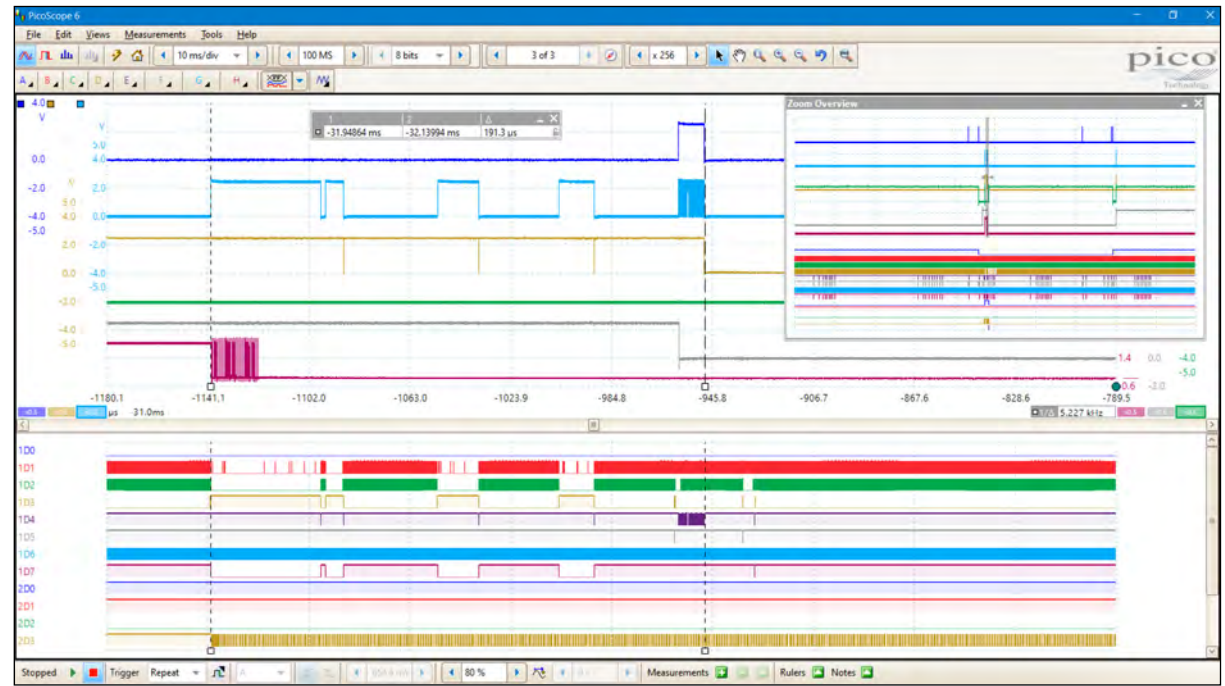 PicoScope 6
File Edit Views Measurements Tools Help
10 ms/div 100 MS 8 bits 3 of 3 x 256
pico
Technology
A B C D E F G H
Zoom Overview
1 2 Δ
-31.94864 ms -32.13994 ms 191.3 µs
4.0
V
V
5.0
0.0 4.0
-2.0 2.0
5.0
-4.0 4.0 0.0
-5.0
2.0 -2.0
0.0 -4.0
-5.0
-2.0
-4.0
-5.0
1.4 0.0 -4.0
-5.0
0.6 -2.0
-1180.1 -1141.1 -1102.0 -1063.0 -1023.9 -984.8 -945.8 -906.7 -867.6 -828.6 -789.5
µs -31.0ms 1/Δ 5.227 kHz
1D0
1D1
1D2
1D3
1D4
1D5
1D6
1D7
2D0
2D1
2D2
2D3
Stopped Trigger Repeat A 80 % Measurements Rulers Notes